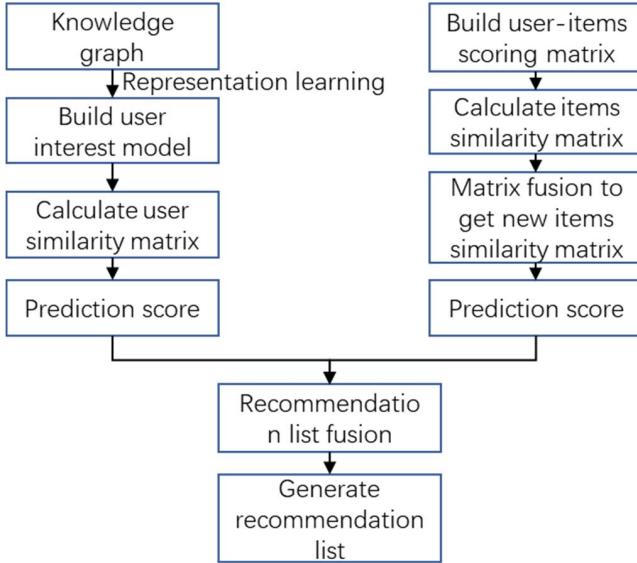 Knowledge
graph
Representation learning
Build user
interest model
Calculate user
similarity matrix
Prediction score
Build user-items
scoring matrix
Calculate items
similarity matrix
Matrix fusion to
get new items
similarity matrix
Prediction score
Recommendatio
n list fusion
Generate
recommendation
list